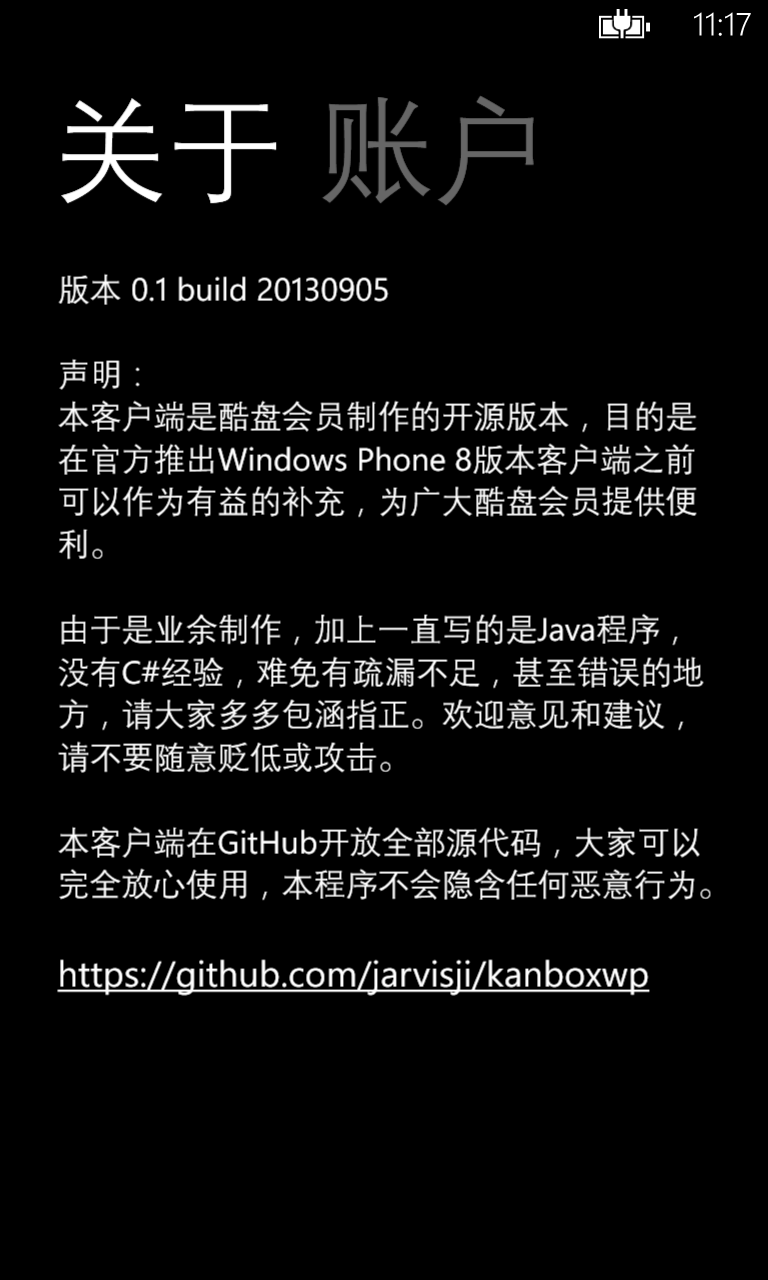 11:17
关于 账户
版本 0.1 build 20130905
声明：
本客户端是酷盘会员制作的开源版本，目的是
在官方推出Windows Phone 8版本客户端之前
可以作为有益的补充，为广大酷盘会员提供便
利。
由于是业余制作，加上一直写的是Java程序，
没有C#经验，难免有疏漏不足，甚至错误的地
方，请大家多多包涵指正。欢迎意见和建议，
请不要随意贬低或攻击。
本客户端在GitHub开放全部源代码，大家可以
完全放心使用，本程序不会隐含任何恶意行为。
https://github.com/jarvisji/kanboxwp